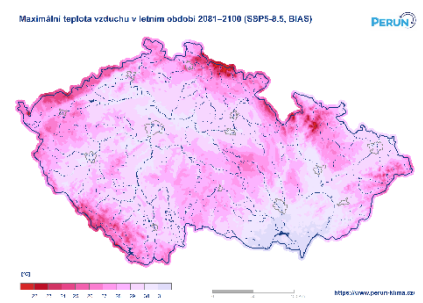 Maximální teplota vzduchu v letním období 2081–2100 (SSP5-8.5, BIAS)
PERUN
[°C]
https://www.perun-klima.cz/